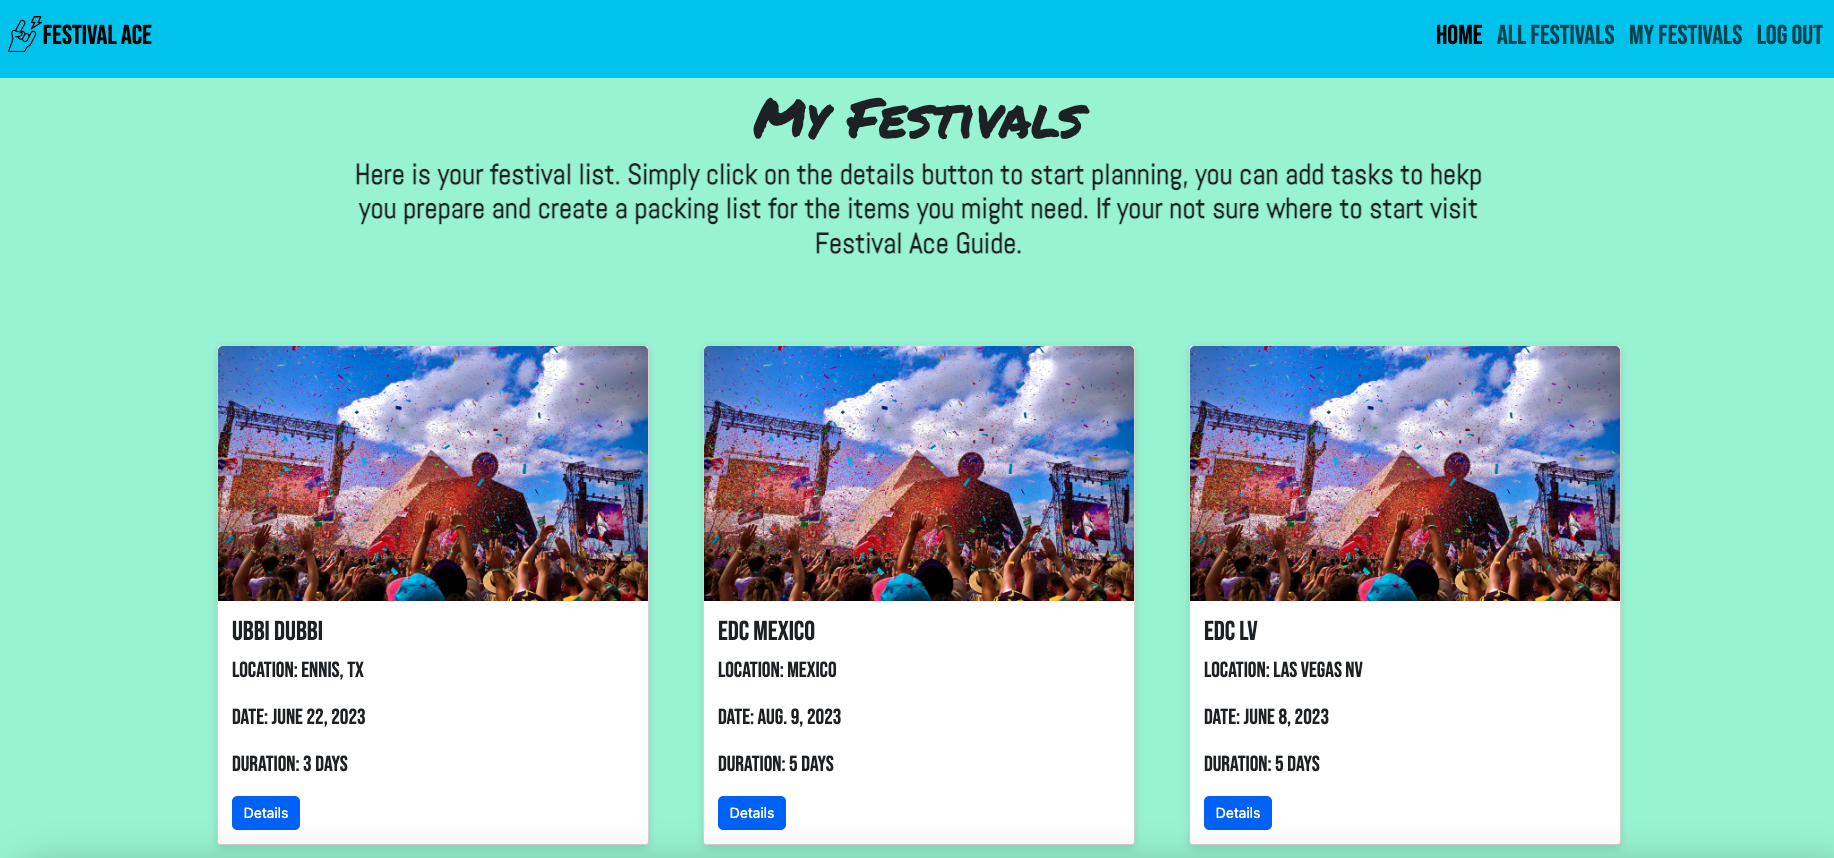 FESTIVAL ACE
HOME ALL FESTIVALS MY FESTIVALS LOG OUT
My Festivals
Here is your festival list. Simply click on the details button to start planning, you can add tasks to hekp
you prepare and create a packing list for the items you might need. If your not sure where to start visit
Festival Ace Guide.
UBBI DUBBI
LOCATION: ENNIS, TX
DATE: JUNE 22, 2023
DURATION: 3 DAYS
Details
EDC MEXICO
LOCATION: MEXICO
DATE: AUG. 9, 2023
DURATION: 5 DAYS
Details
EDC LV
LOCATION: LAS VEGAS NV
DATE: JUNE 8, 2023
DURATION: 5 DAYS
Details